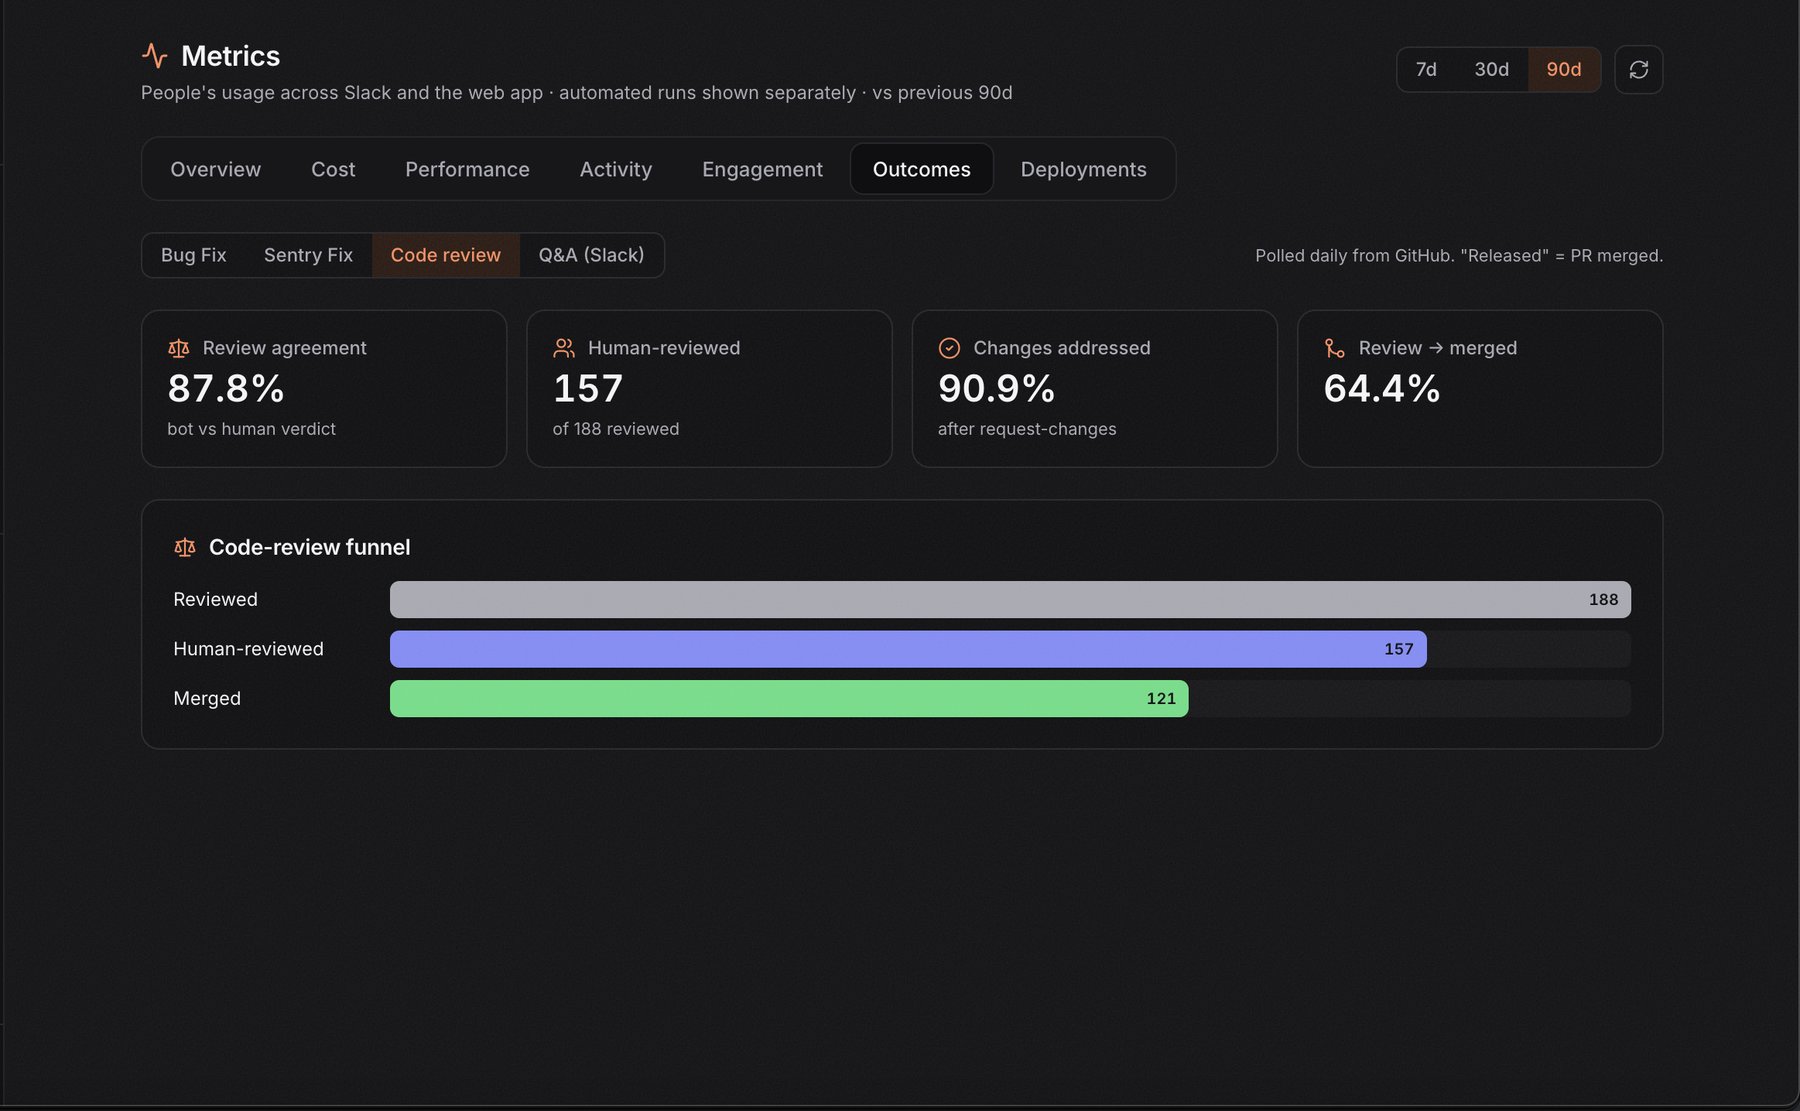 Metrics
People's usage across Slack and the web app · automated runs shown separately · vs previous 90d
7d 30d 90d
Overview Cost Performance Activity Engagement Outcomes Deployments
Bug Fix Sentry Fix Code review Q&A (Slack)
Polled daily from GitHub. "Released" = PR merged.
Review agreement
87.8%
bot vs human verdict
Human-reviewed
157
of 188 reviewed
Changes addressed
90.9%
after request-changes
Review → merged
64.4%
Code-review funnel
Reviewed 188
Human-reviewed 157
Merged 121